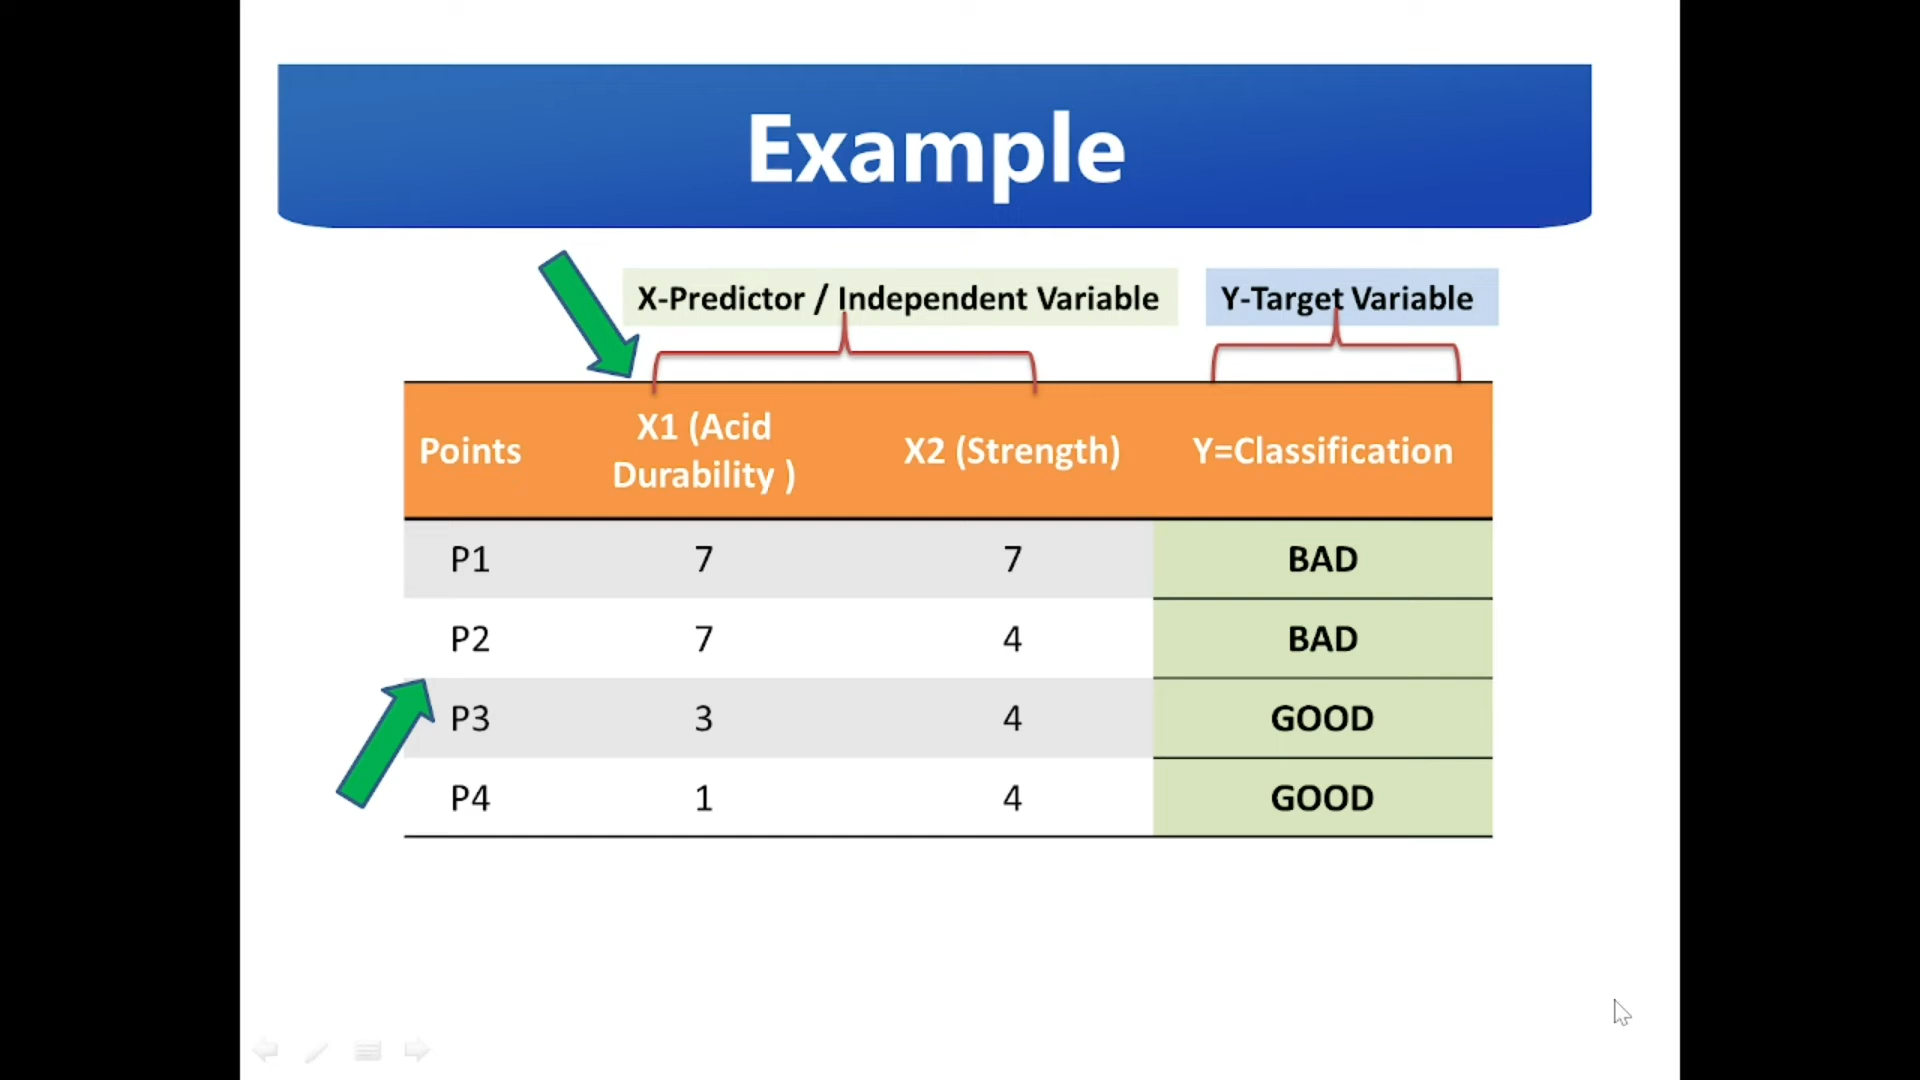 Example
X-Predictor / Independent Variable
Y-Target Variable
Points
X1 (Acid
Durability )
X2 (Strength)
Y=Classification
P1 7 7 BAD
P2 7 4 BAD
P3 3 4 GOOD
P4 1 4 GOOD